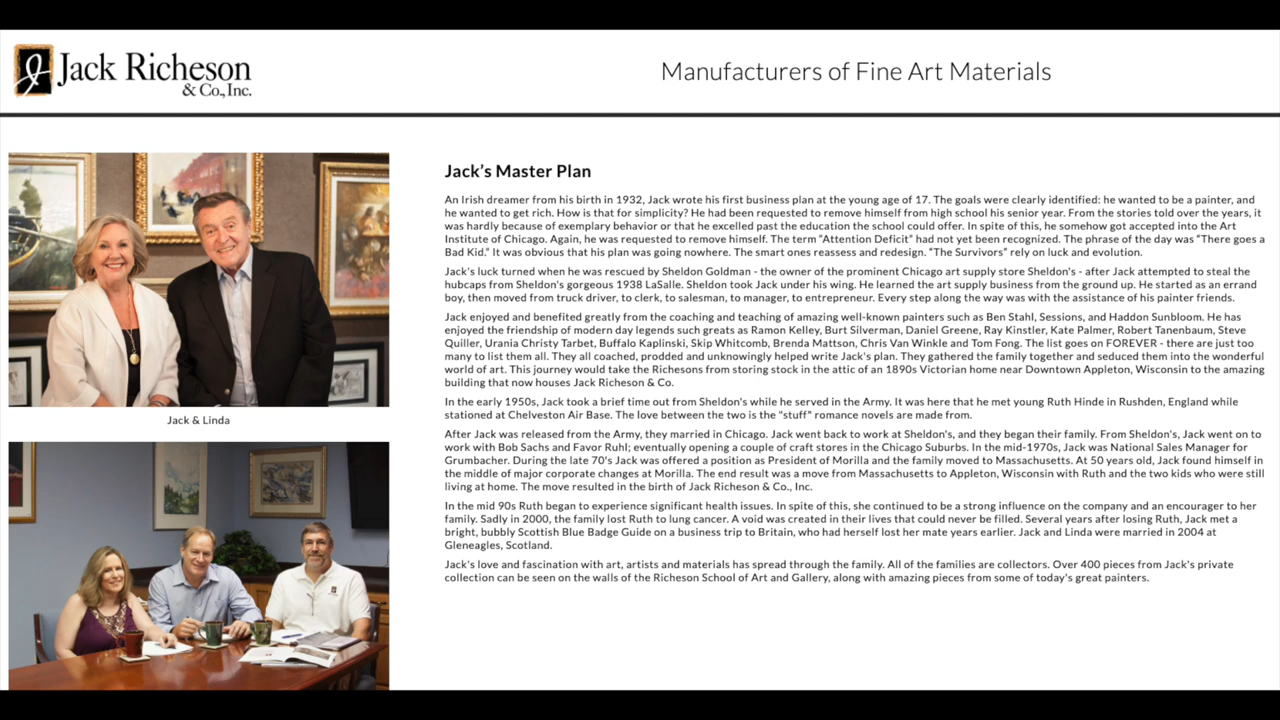 Jack Richeson
& Co., Inc.
Manufacturers of Fine Art Materials
Jack & Linda
Jack's Master Plan
An Irish dreamer from his birth in 1932, Jack wrote his first business plan at the young age of 17. The goals were clearly identified: he wanted to be a painter, and
he wanted to get rich. How is that for simplicity? He had been requested to remove himself from high school his senior year. From the stories told over the years, it
was hardly because of exemplary behavior or that he excelled past the education the school could offer. In spite of this, he somehow got accepted into the Art
Institute of Chicago. Again, he was requested to remove himself. The term “Attention Deficit” had not yet been recognized. The phrase of the day was “There goes a
Bad Kid.” It was obvious that his plan was going nowhere. The smart ones reassess and redesign. “The Survivors” rely on luck and evolution.
Jack's luck turned when he was rescued by Sheldon Goldman - the owner of the prominent Chicago art supply store Sheldon's - after Jack attempted to steal the
hubcaps from Sheldon's gorgeous 1938 LaSalle. Sheldon took Jack under his wing. He learned the art supply business from the ground up. He started as an errand
boy, then moved from truck driver, to clerk, to salesman, to manager, to entrepreneur. Every step along the way was with the assistance of his painter friends.
Jack enjoyed and benefited greatly from the coaching and teaching of amazing well-known painters such as Ben Stahl, Sessions, and Haddon Sunbloom. He has
enjoyed the friendship of modern day legends such greats as Ramon Kelley, Burt Silverman, Daniel Greene, Ray Kinstler, Kate Palmer, Robert Tanenbaum, Steve
Quiller, Urania Christy Tarbet, Buffalo Kaplinski, Skip Whitcomb, Brenda Mattson, Chris Van Winkle and Tom Fong. The list goes on FOREVER - there are just too
many to list them all. They all coached, prodded and unknowingly helped write Jack's plan. They gathered the family together and seduced them into the wonderful
world of art. This journey would take the Richesons from storing stock in the attic of an 1890s Victorian home near Downtown Appleton, Wisconsin to the amazing
building that now houses Jack Richeson & Co.
In the early 1950s, Jack took a brief time out from Sheldon's while he served in the Army. It was here that he met young Ruth Hinde in Rushden, England while
stationed at Chelveston Air Base. The love between the two is the "stuff" romance novels are made from.
After Jack was released from the Army, they married in Chicago. Jack went back to work at Sheldon's, and they began their family. From Sheldon's, Jack went on to
work with Bob Sachs and Favor Ruhl; eventually opening a couple of craft stores in the Chicago Suburbs. In the mid-1970s, Jack was National Sales Manager for
Grumbacher. During the late 70's Jack was offered a position as President of Morilla and the family moved to Massachusetts. At 50 years old, Jack found himself in
the middle of major corporate changes at Morilla. The end result was a move from Massachusetts to Appleton, Wisconsin with Ruth and the two kids who were still
living at home. The move resulted in the birth of Jack Richeson & Co., Inc.
In the mid 90s Ruth began to experience significant health issues. In spite of this, she continued to be a strong influence on the company and an encourager to her
family. Sadly in 2000, the family lost Ruth to lung cancer. A void was created in their lives that could never be filled. Several years after losing Ruth, Jack met a
bright, bubbly Scottish Blue Badge Guide on a business trip to Britain, who had herself lost her mate years earlier. Jack and Linda were married in 2004 at
Gleneagles, Scotland.
Jack's love and fascination with art, artists and materials has spread through the family. All of the families are collectors. Over 400 pieces from Jack's private
collection can be seen on the walls of the Richeson School of Art and Gallery, along with amazing pieces from some of today's great painters.